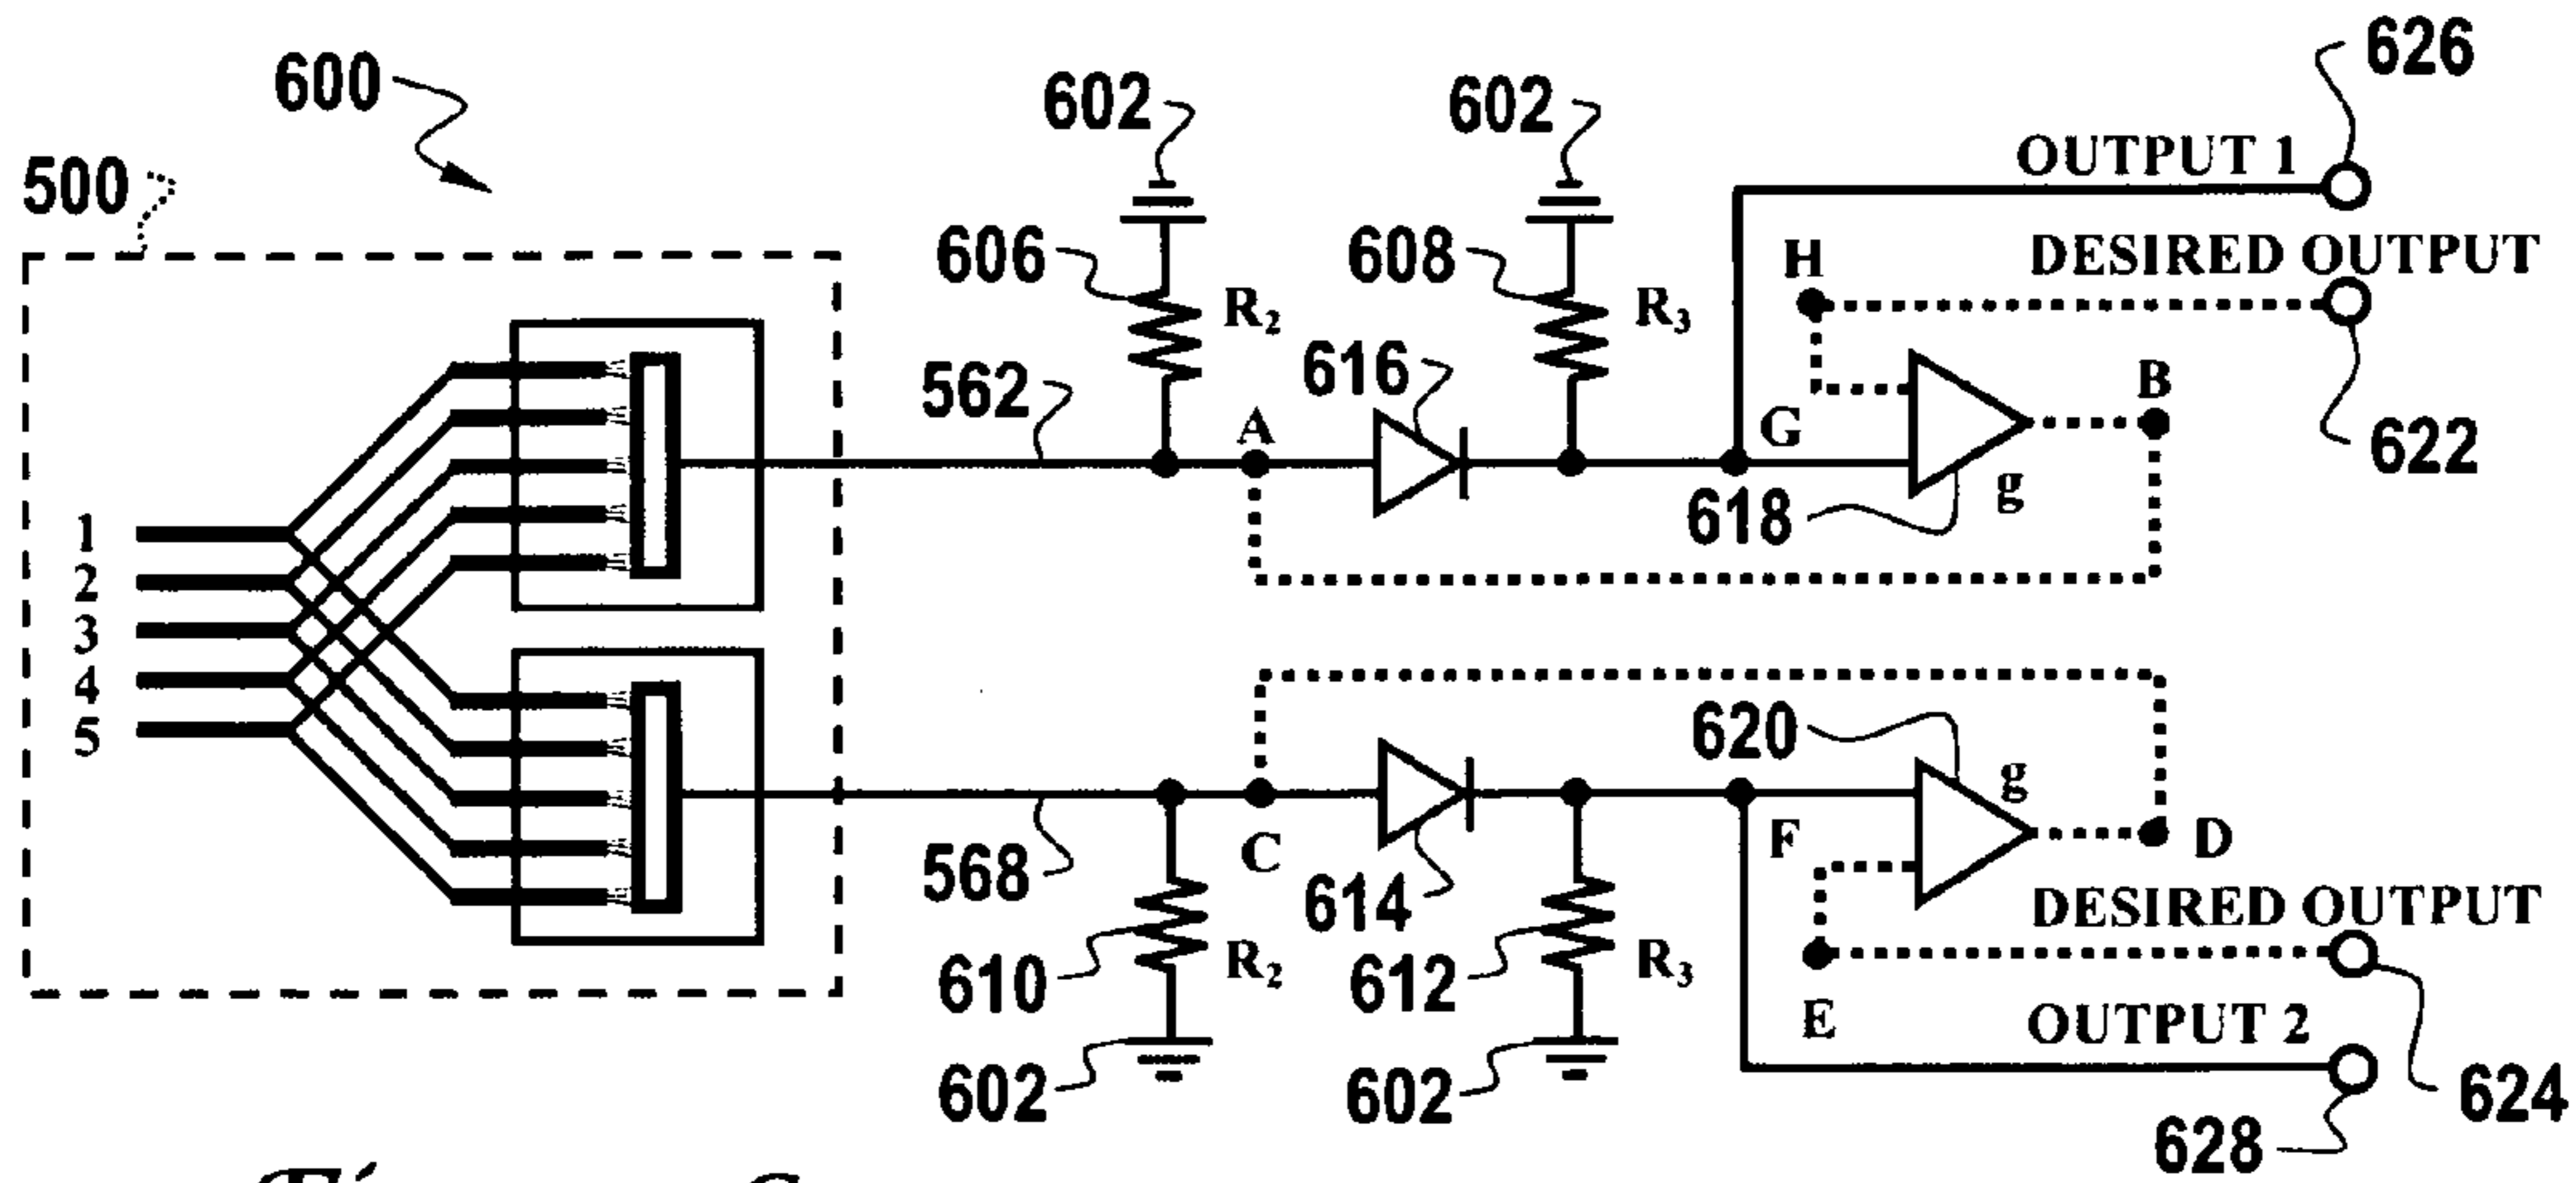 626
600
602
602
OUTPUT 1
500
606
R₂
608
R₃
H
DESIRED OUTPUT
562
A
616
G
B
618
g
622
1
2
3
4
5
620
g
568
C
614
F
D
DESIRED OUTPUT
610
R₂
612
R₃
E
OUTPUT 2
602
602
624
628